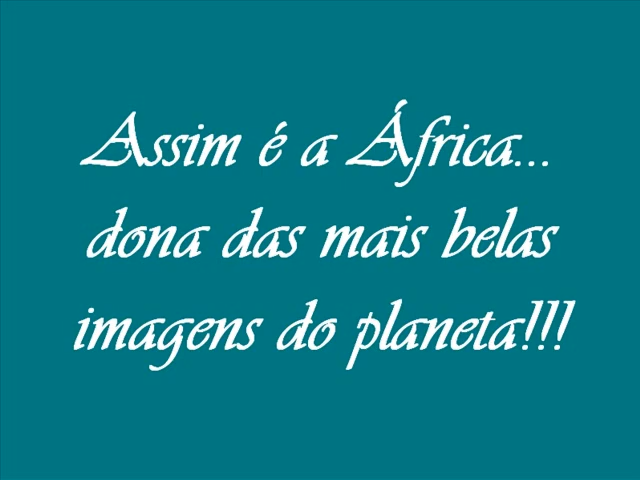 Assim é a África...
dona das mais belas
imagens do planeta!!!